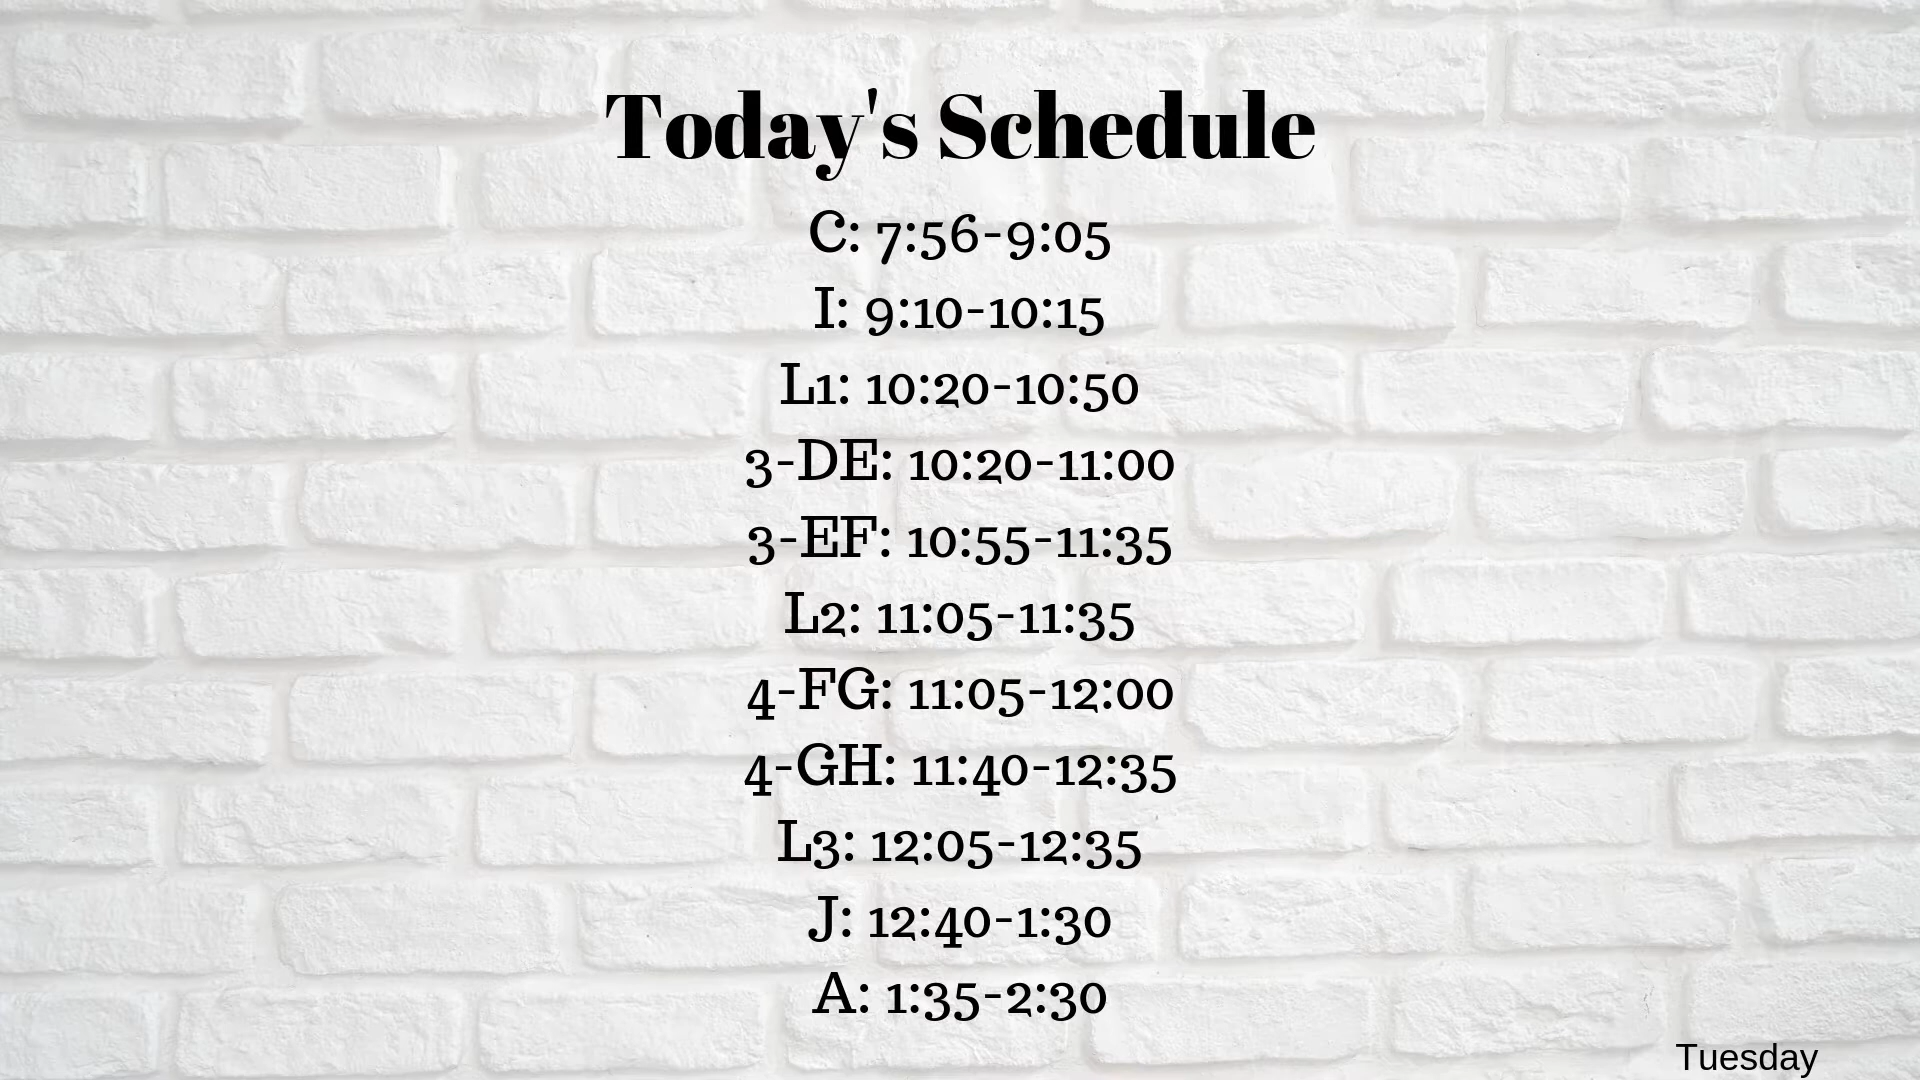 Today's Schedule
C: 7:56-9:05
I: 9:10-10:15
L1: 10:20-10:50
3-DE: 10:20-11:00
3-EF: 10:55-11:35
L2: 11:05-11:35
4-FG: 11:05-12:00
4-GH: 11:40-12:35
L3: 12:05-12:35
J: 12:40-1:30
A: 1:35-2:30
Tuesday